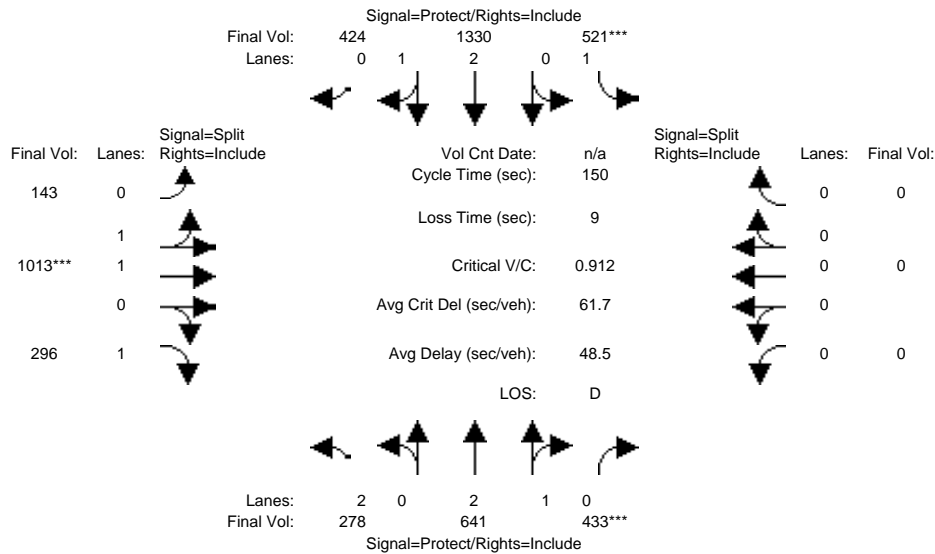 Signal=Protect/Rights=Include
Final Vol: 424 1330 521***
Lanes: 0 1 2 0 1
Signal=Split
Final Vol: Lanes: Rights=Include
Vol Cnt Date: n/a
Signal=Split
Rights=Include Lanes: Final Vol:
Cycle Time (sec): 150
143 0
0 0
Loss Time (sec): 9
1
0
1013*** 1
Critical V/C: 0.912
0 0
0
Avg Crit Del (sec/veh): 61.7
0
296 1
Avg Delay (sec/veh): 48.5
0 0
LOS: D
Lanes: 2 0 2 1 0
Final Vol: 278 641 433***
Signal=Protect/Rights=Include